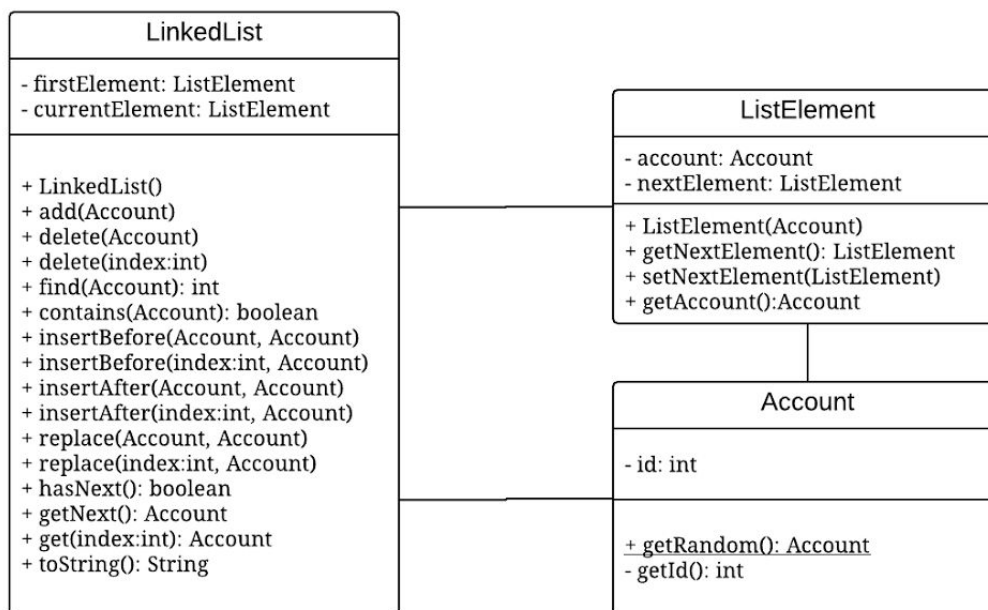 LinkedList
- firstElement: ListElement
- currentElement: ListElement
+ LinkedList()
+ add(Account)
+ delete(Account)
+ delete(index:int)
+ find(Account): int
+ contains(Account): boolean
+ insertBefore(Account, Account)
+ insertBefore(index:int, Account)
+ insertAfter(Account, Account)
+ insertAfter(index:int, Account)
+ replace(Account, Account)
+ replace(index:int, Account)
+ hasNext(): boolean
+ getNext(): Account
+ get(index:int): Account
+ toString(): String
ListElement
- account: Account
- nextElement: ListElement
+ ListElement(Account)
+ getNextElement(): ListElement
+ setNextElement(ListElement)
+ getAccount():Account
Account
- id: int
+ getRandom(): Account
- getId(): int